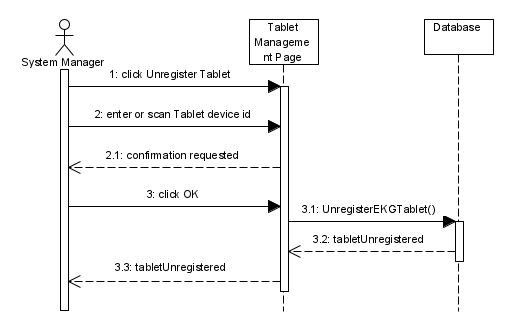 Tablet
Manageme
nt Page
Database
System Manager
1: click Unregister Tablet
2: enter or scan Tablet device id
2.1: confirmation requested
3: click OK
3.1: UnregisterEKGTablet()
3.2: tabletUnregistered
3.3: tabletUnregistered